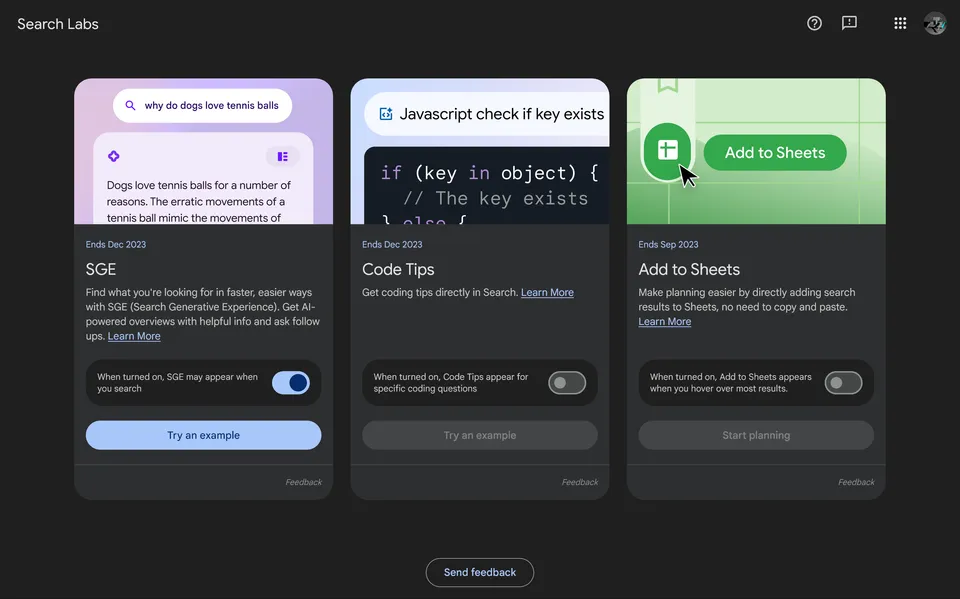 Search Labs
why do dogs love tennis balls
Dogs love tennis balls for a number of
reasons. The erratic movements of a
tennis ball mimic the movements of
Ends Dec 2023
SGE
Find what you're looking for in faster, easier ways
with SGE (Search Generative Experience). Get AI-
powered overviews with helpful info and ask follow
ups. Learn More
When turned on, SGE may appear when
you search
Try an example
Feedback
Javascript check if key exists
if (key in object) {
// The key exists
} else {
Ends Dec 2023
Code Tips
Get coding tips directly in Search. Learn More
When turned on, Code Tips appear for
specific coding questions
Try an example
Feedback
Add to Sheets
Ends Sep 2023
Add to Sheets
Make planning easier by directly adding search
results to Sheets, no need to copy and paste.
Learn More
When turned on, Add to Sheets appears
when you hover over most results.
Start planning
Feedback
Send feedback